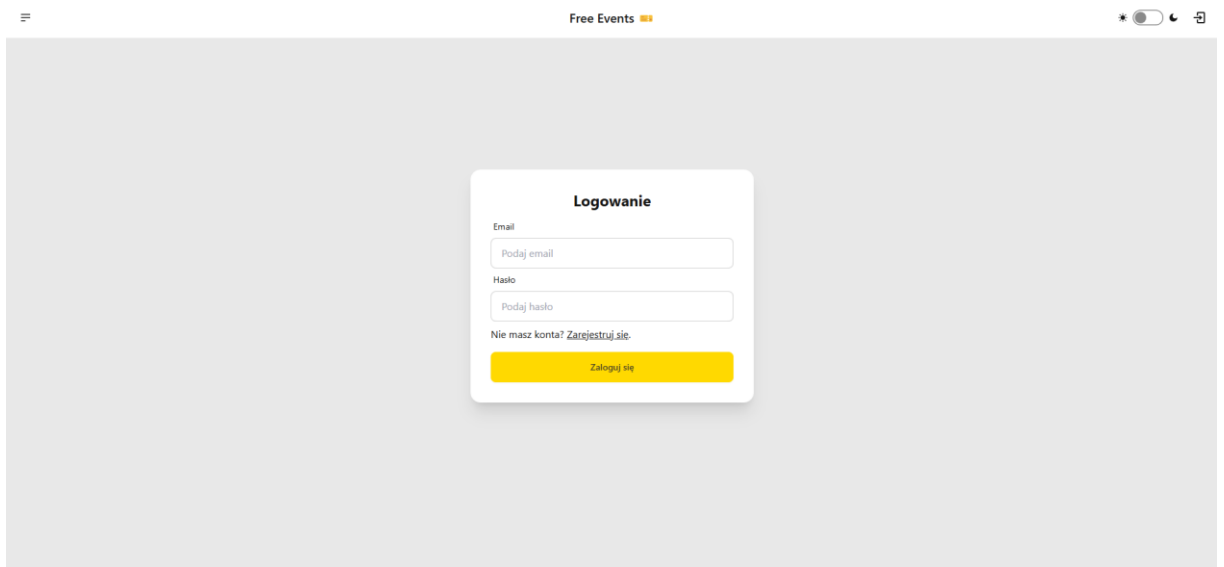 Free Events 🎫
Logowanie
Email
Podaj email
Hasło
Podaj hasło
Nie masz konta? Zarejestruj się.
Zaloguj się